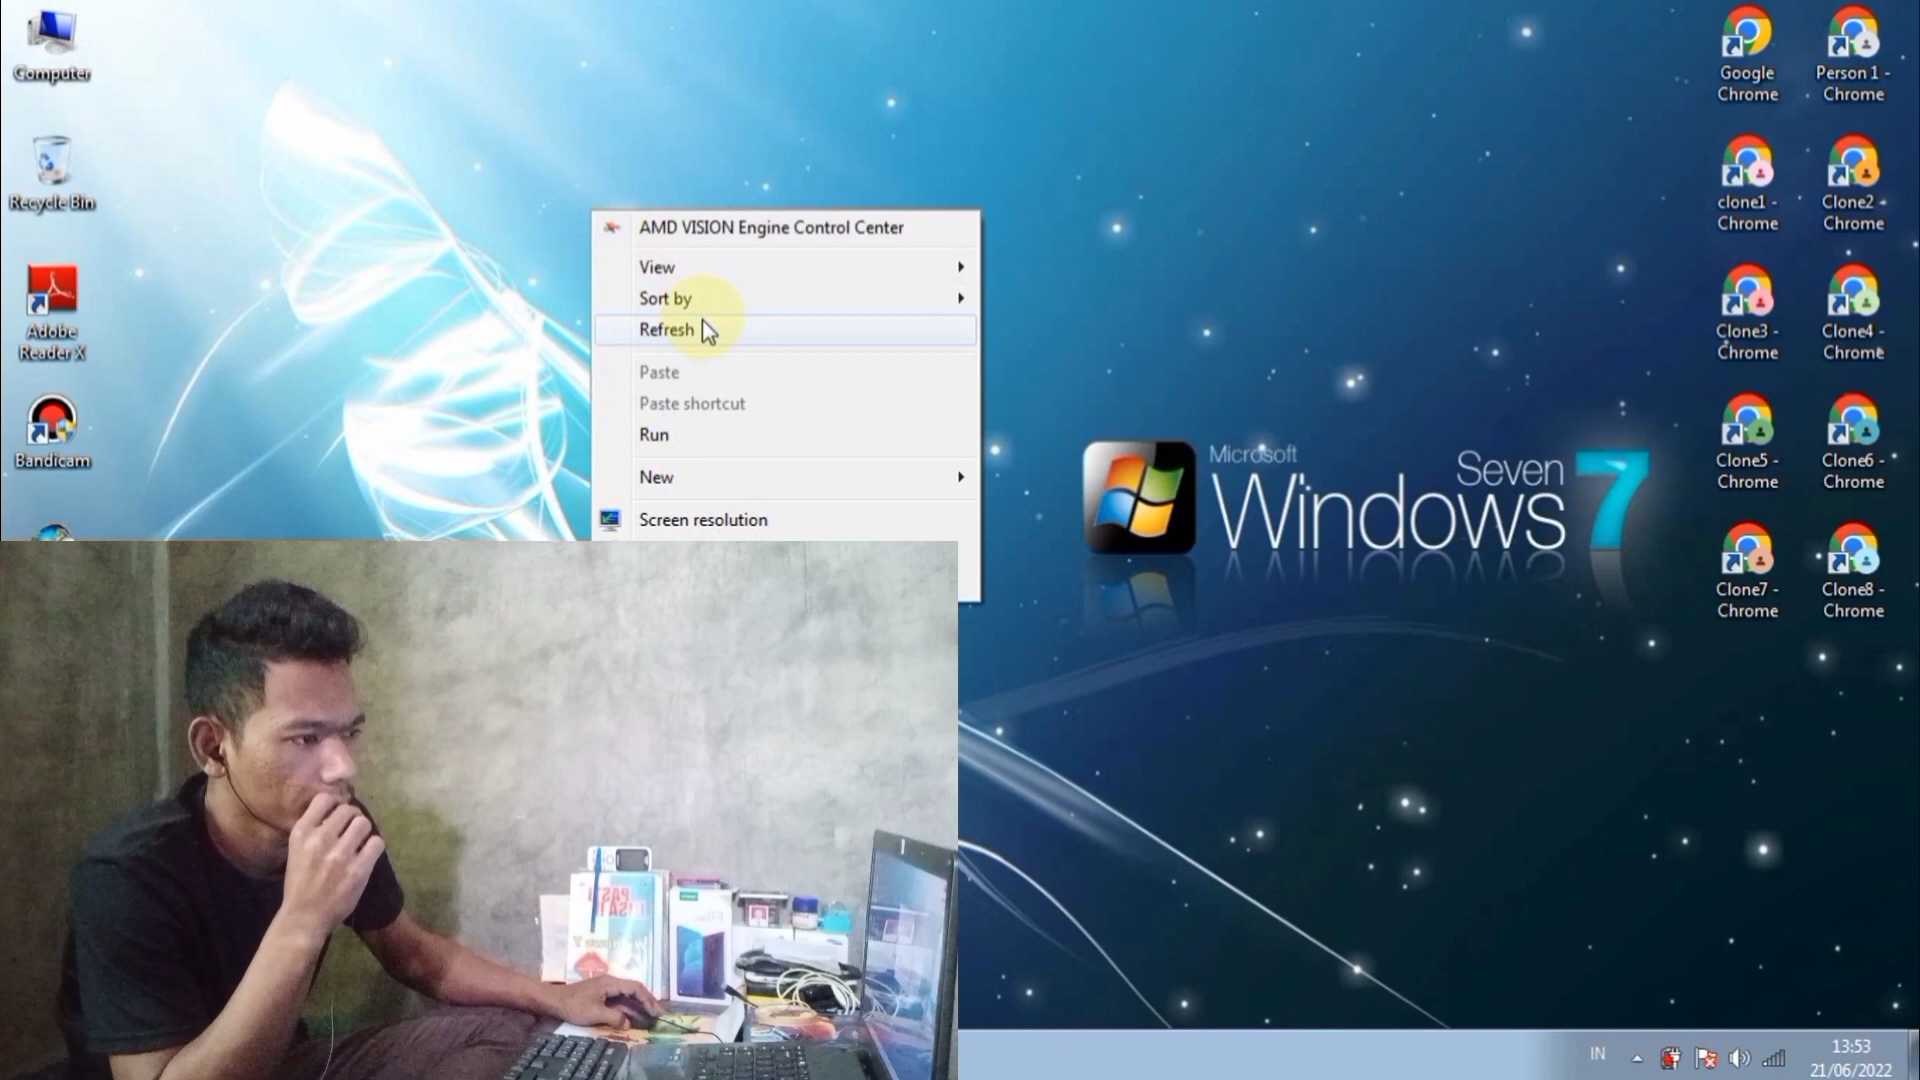 Computer
Recycle Bin
Adobe
Reader X
Bandicam
AMD VISION Engine Control Center
View
Sort by
Refresh
Paste
Paste shortcut
Run
New
Screen resolution
Microsoft
Windows
Seven
7
Google
Chrome
Person 1 -
Chrome
clone1 -
Chrome
Clone2 -
Chrome
Clone3 -
Chrome
Clone4 -
Chrome
Clone5 -
Chrome
Clone6 -
Chrome
Clone7 -
Chrome
Clone8 -
Chrome
IN
13:53
21/06/2022